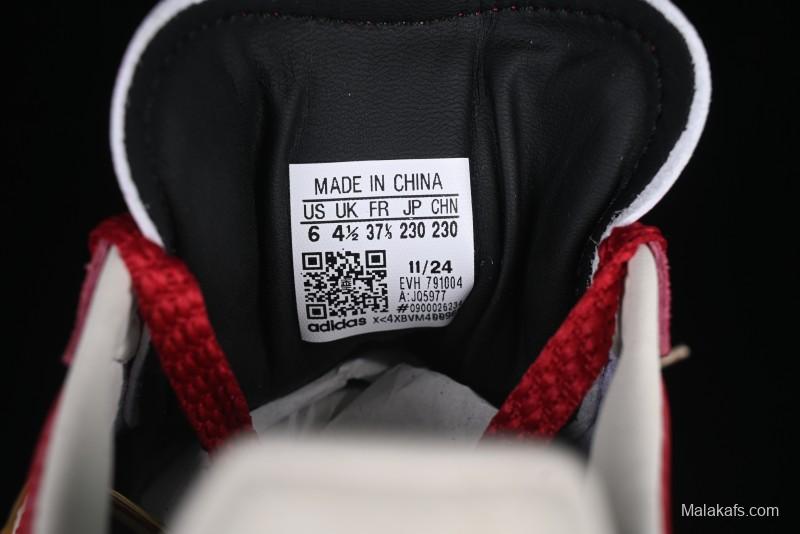 MADE IN CHINA
US UK FR JP CHN
6 4½ 37⅓ 230 230
11/24
EVH 791004
A:JQ5977
adidas
Malakafs.com